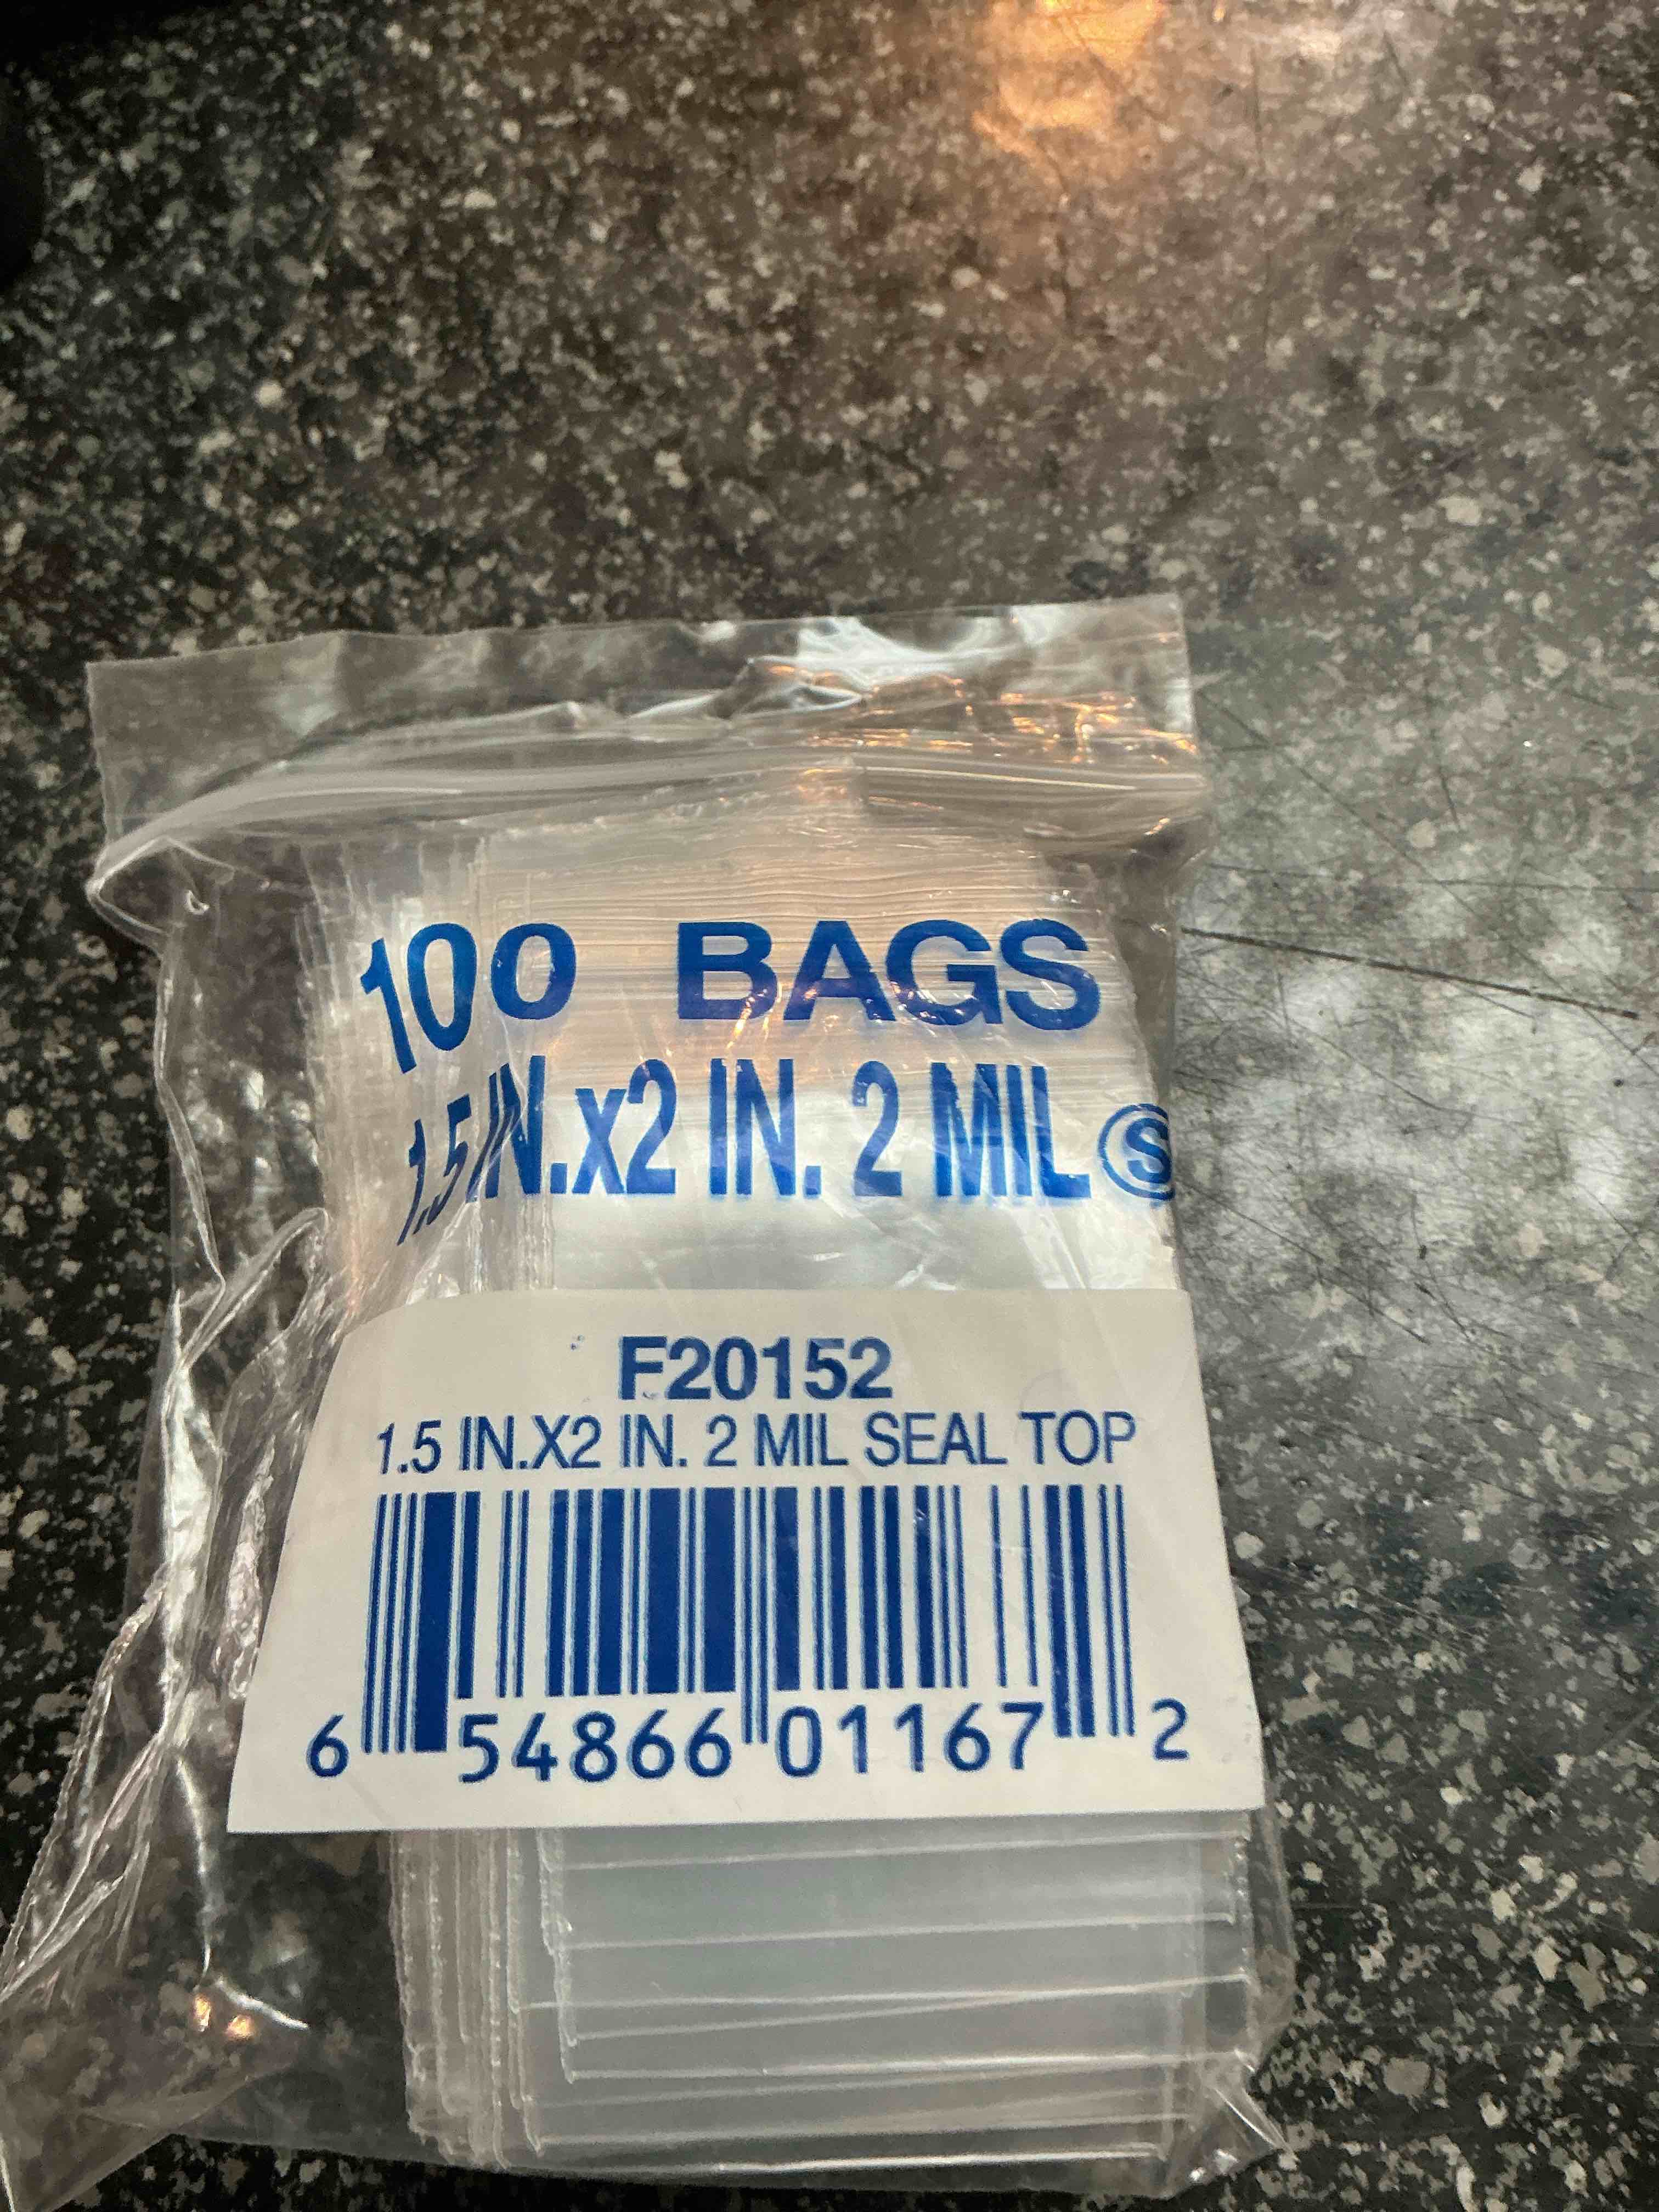 100 BAGS
1.5 IN.x2 IN. 2 MIL Ⓢ
F20152
1.5 IN.X2 IN. 2 MIL SEAL TOP
6 54866 01167 2